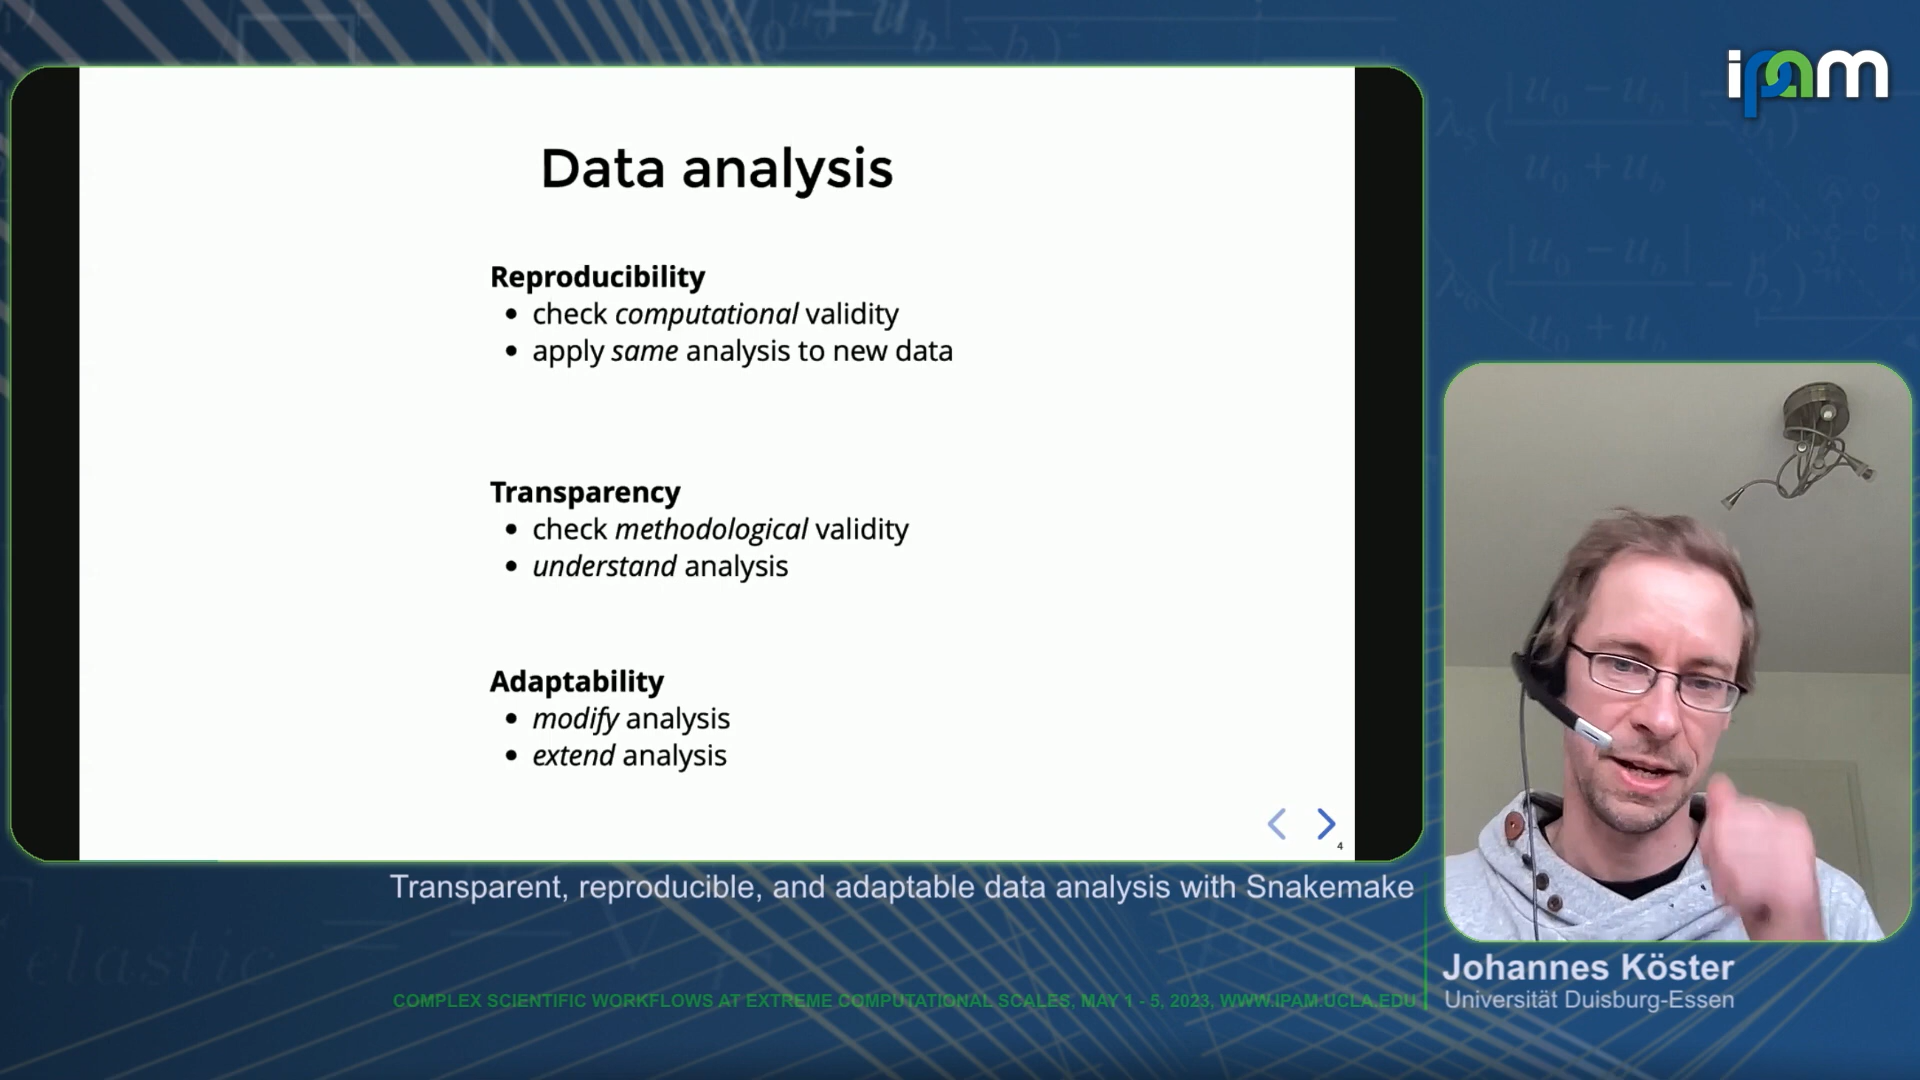 ipam
Data analysis
Reproducibility
• check computational validity
• apply same analysis to new data
Transparency
• check methodological validity
• understand analysis
Adaptability
• modify analysis
• extend analysis
4
Transparent, reproducible, and adaptable data analysis with Snakemake
Johannes Köster
Universität Duisburg-Essen
COMPLEX SCIENTIFIC WORKFLOWS AT EXTREME COMPUTATIONAL SCALES, MAY 1 - 5, 2023, WWW.IPAM.UCLA.EDU
elastic